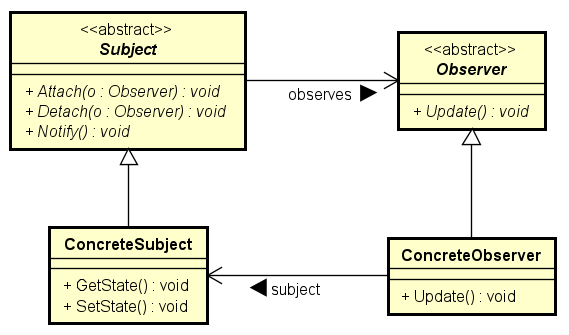 <<abstract>>
Subject
+ Attach(o : Observer) : void
+ Detach(o : Observer) : void
+ Notify() : void
observes
<<abstract>>
Observer
+ Update() : void
ConcreteSubject
+ GetState() : void
+ SetState() : void
subject
ConcreteObserver
+ Update() : void